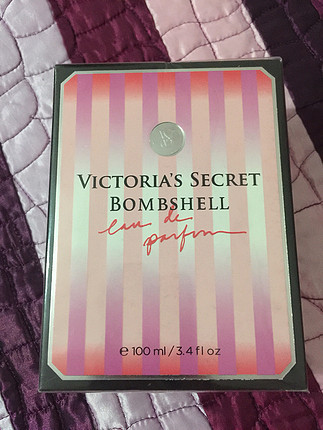 VICTORIA'S SECRET
BOMBSHELL
eau de
parfum
℮ 100 ml / 3.4 fl oz